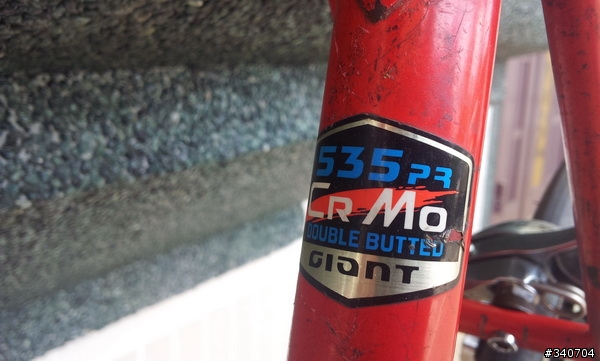 535 PR
CR MO
DOUBLE BUTTED
GIANT
#340704